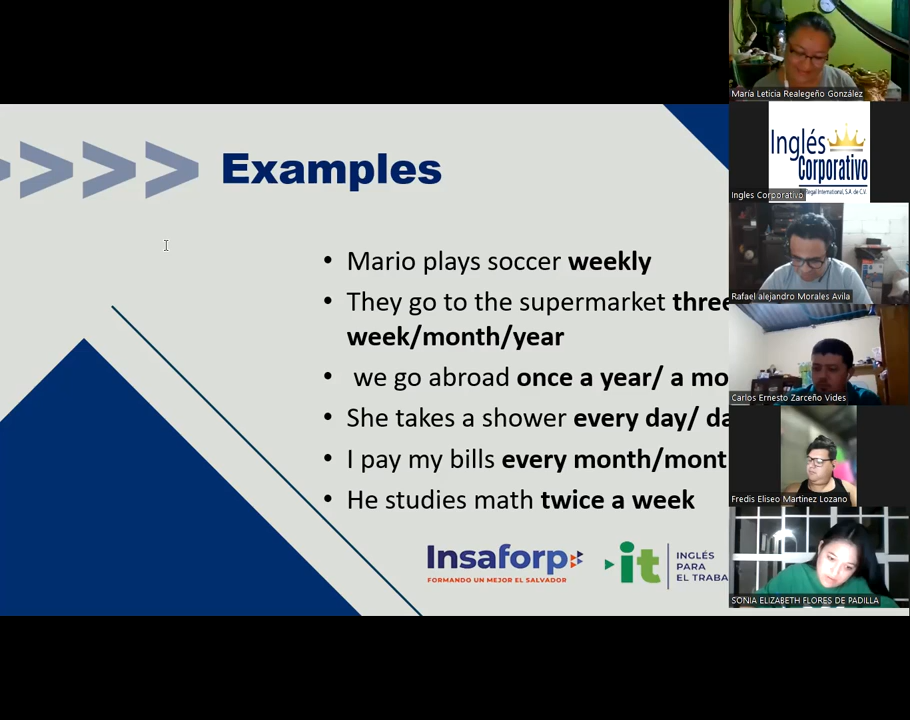 Examples
• Mario plays soccer weekly
• They go to the supermarket three
week/month/year
• we go abroad once a year/ a mo
• She takes a shower every day/ da
• I pay my bills every month/mont
• He studies math twice a week
Insaforp
FORMANDO UN MEJOR EL SALVADOR
it
INGLÉS
PARA
EL TRABA
María Leticia Realegeño González
Inglés
Corporativo
Ingles Corporativo
Rafael alejandro Morales Avila
Carlos Ernesto Zarceño Vides
Fredis Eliseo Martinez Lozano
SONIA ELIZABETH FLORES DE PADILLA